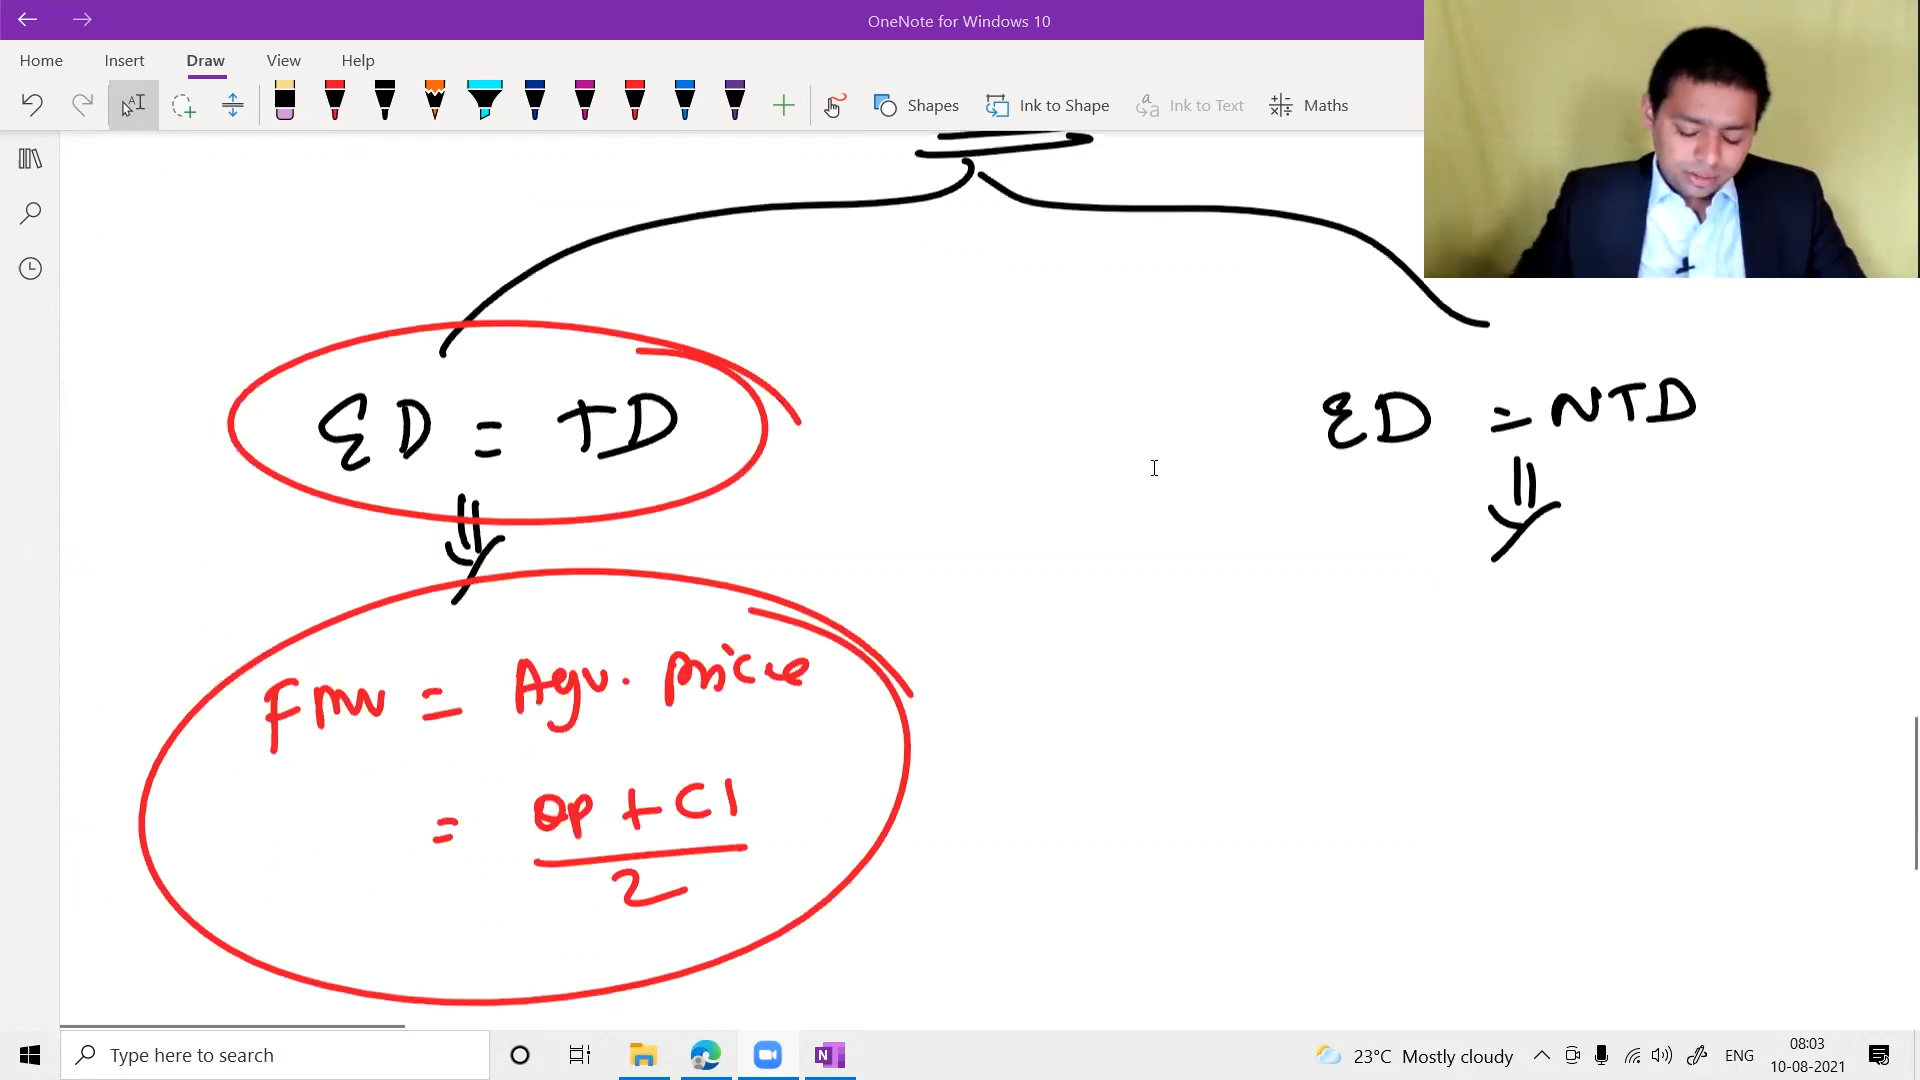 OneNote for Windows 10
Home Insert Draw View Help
Shapes Ink to Shape Ink to Text Maths
ED = TD
ED = NTD
FMV = Agv. price
= OP + Cl
2
Type here to search
N
23°C Mostly cloudy
ENG
08:03
10-08-2021